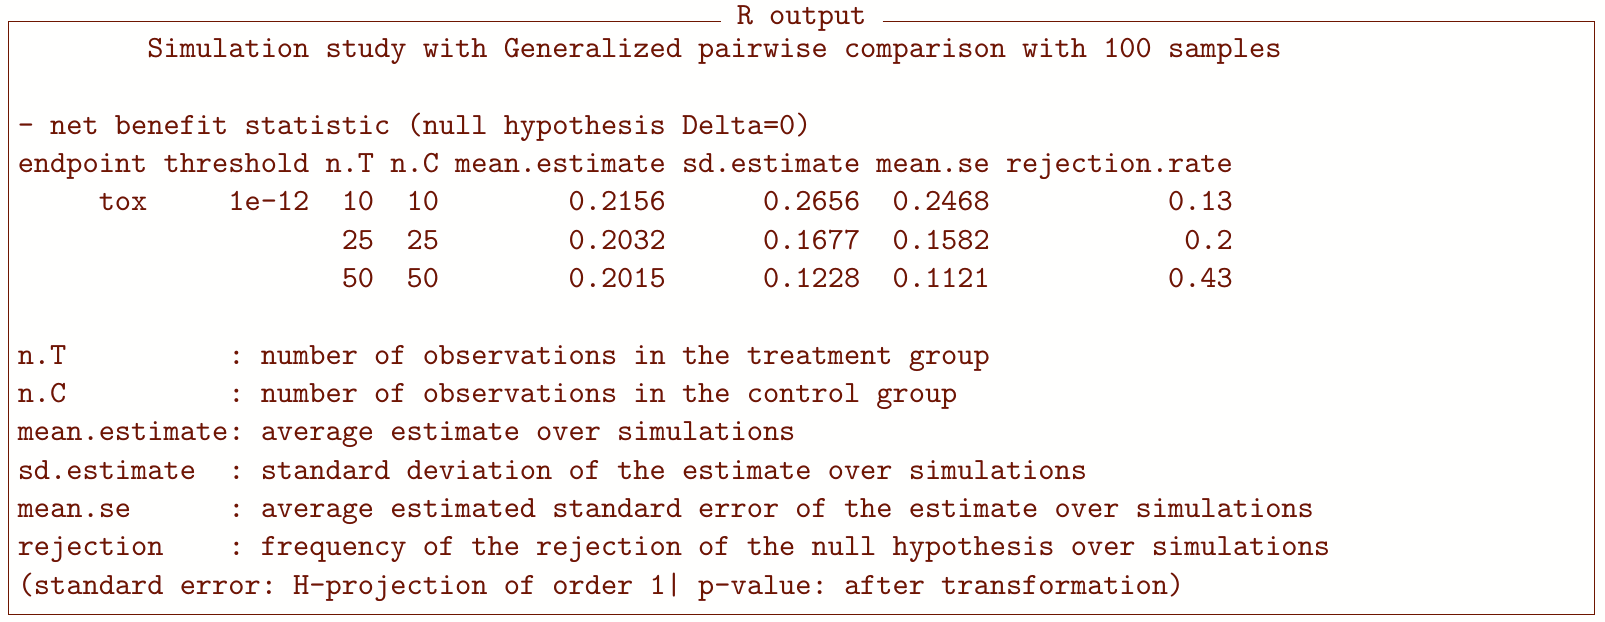 R output
Simulation study with Generalized pairwise comparison with 100 samples
- net benefit statistic (null hypothesis Delta=0)
endpoint threshold n.T n.C mean.estimate sd.estimate mean.se rejection.rate
tox 1e-12 10 10 0.2156 0.2656 0.2468 0.13
25 25 0.2032 0.1677 0.1582 0.2
50 50 0.2015 0.1228 0.1121 0.43
n.T : number of observations in the treatment group
n.C : number of observations in the control group
mean.estimate: average estimate over simulations
sd.estimate : standard deviation of the estimate over simulations
mean.se : average estimated standard error of the estimate over simulations
rejection : frequency of the rejection of the null hypothesis over simulations
(standard error: H-projection of order 1| p-value: after transformation)